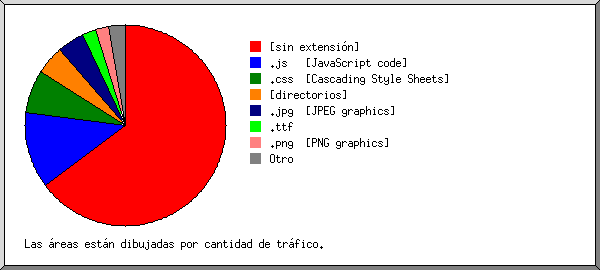 [sin extensión]
.js   [JavaScript code]
.css  [Cascading Style Sheets]
[directorios]
.jpg  [JPEG graphics]
.ttf
.png  [PNG graphics]
Otro
Las áreas están dibujadas por cantidad de tráfico.